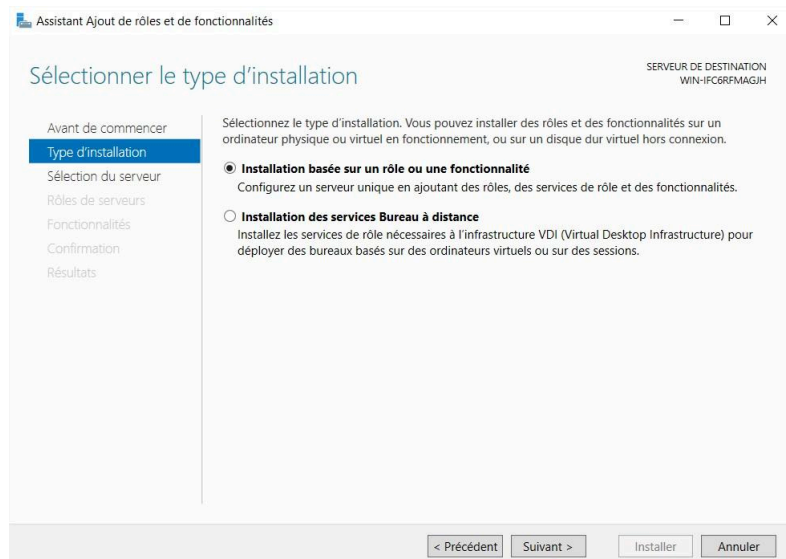 Assistant Ajout de rôles et de fonctionnalités
Sélectionner le type d'installation
SERVEUR DE DESTINATION
WIN-IFC6RFMAGJH
Avant de commencer
Type d'installation
Sélection du serveur
Rôles de serveurs
Fonctionnalités
Confirmation
Résultats
Sélectionnez le type d'installation. Vous pouvez installer des rôles et des fonctionnalités sur un
ordinateur physique ou virtuel en fonctionnement, ou sur un disque dur virtuel hors connexion.
Installation basée sur un rôle ou une fonctionnalité
Configurez un serveur unique en ajoutant des rôles, des services de rôle et des fonctionnalités.
Installation des services Bureau à distance
Installez les services de rôle nécessaires à l'infrastructure VDI (Virtual Desktop Infrastructure) pour
déployer des bureaux basés sur des ordinateurs virtuels ou sur des sessions.
< Précédent Suivant > Installer Annuler